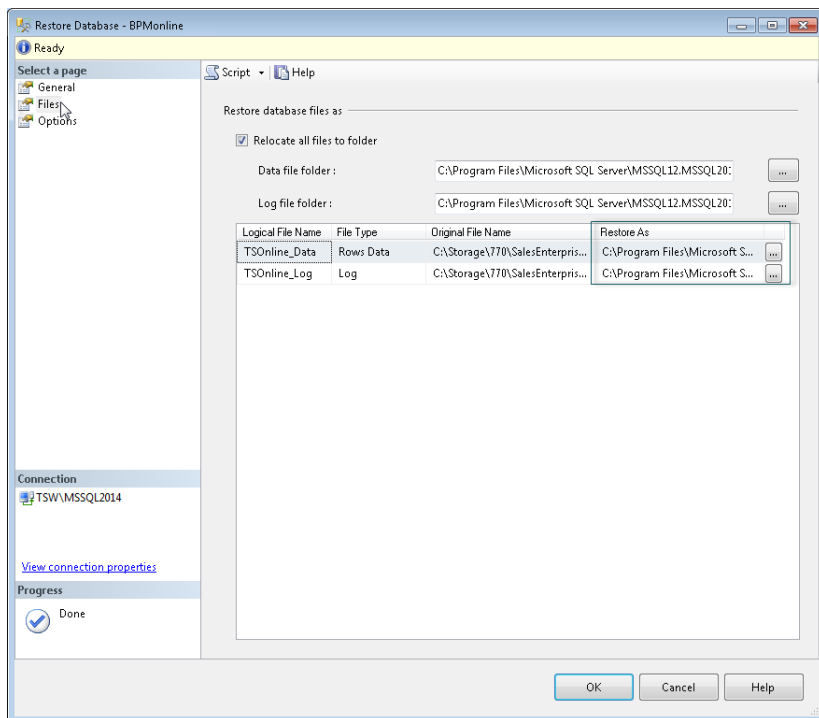 Restore Database - BPMonline
Ready
Select a page
General
Files
Options
Script Help
Restore database files as
Relocate all files to folder
Data file folder : C:\Program Files\Microsoft SQL Server\MSSQL12.MSSQL20: ...
Log file folder : C:\Program Files\Microsoft SQL Server\MSSQL12.MSSQL20: ...
Logical File Name File Type Original File Name Restore As
TSOnline_Data Rows Data C:\Storage\770\SalesEnterpris... C:\Program Files\Microsoft S... ...
TSOnline_Log Log C:\Storage\770\SalesEnterpris... C:\Program Files\Microsoft S... ...
Connection
TSW\MSSQL2014
View connection properties
Progress
Done
OK Cancel Help